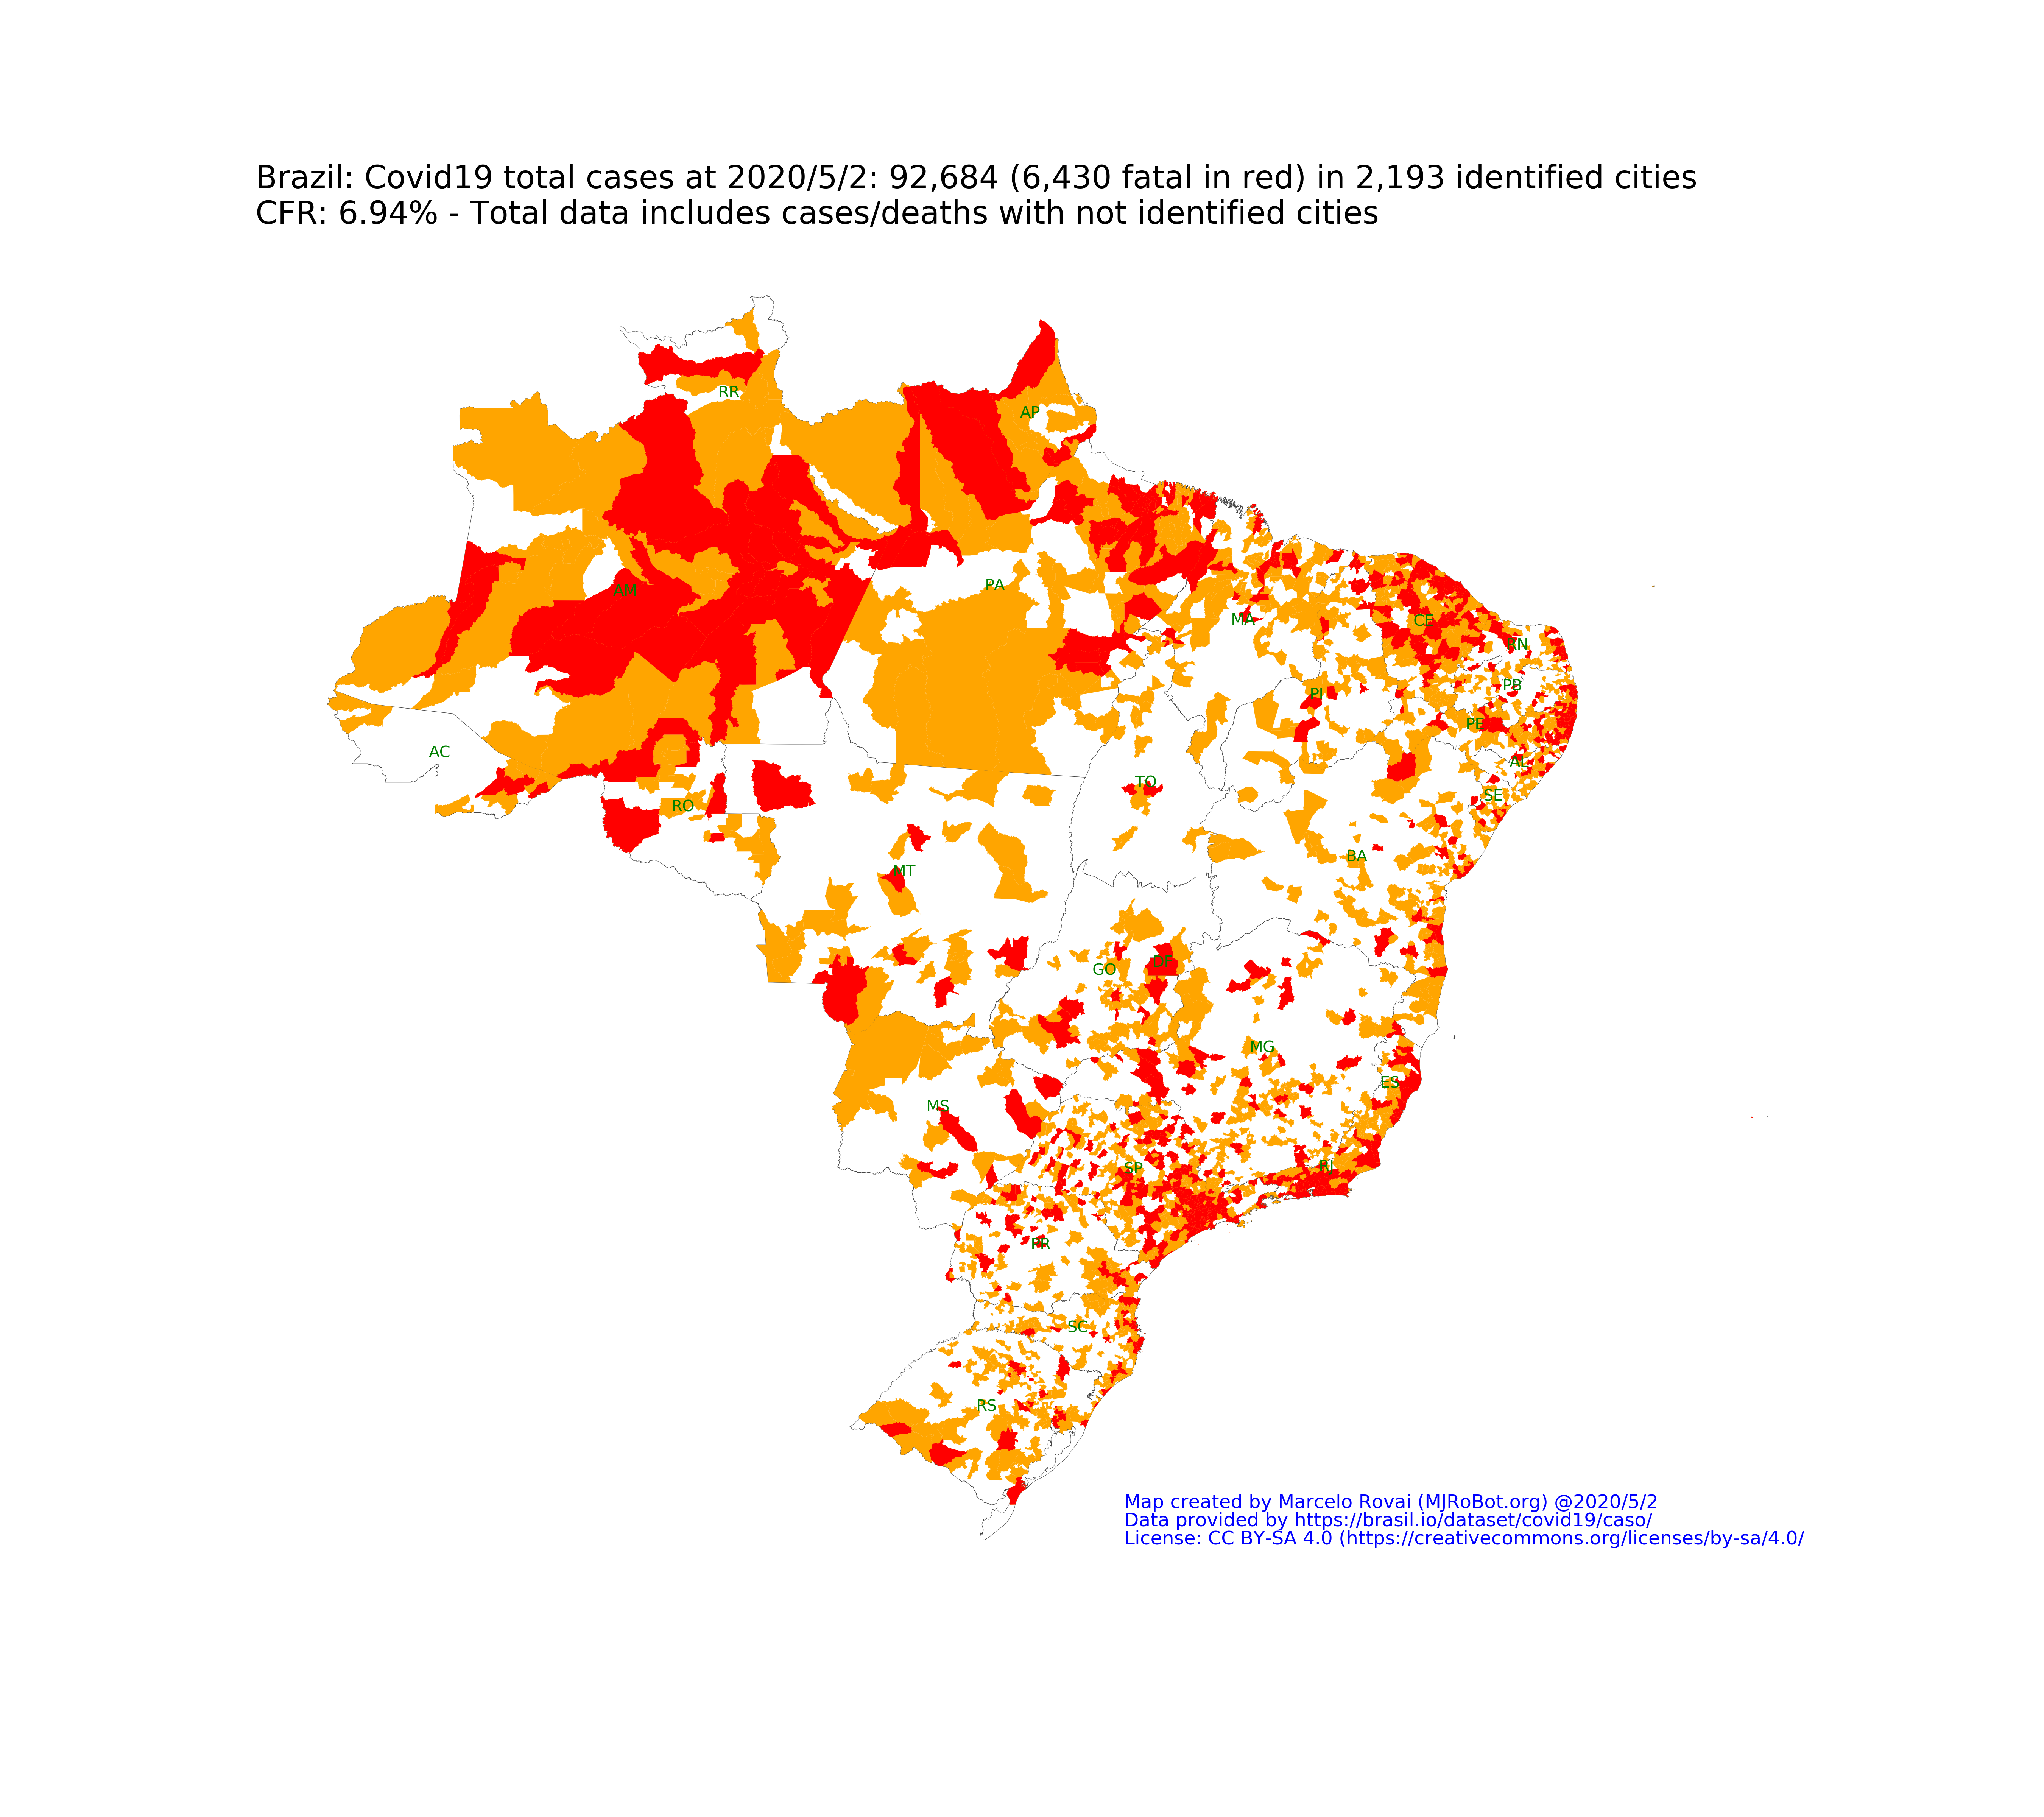 Brazil: Covid19 total cases at 2020/5/2: 92,684 (6,430 fatal in red) in 2,193 identified cities
CFR: 6.94% - Total data includes cases/deaths with not identified cities
RR
AP
AM
PA
MA
CE
RN
PB
PI
PE
AC
AL
TO
SE
RO
BA
MT
DF
GO
MG
ES
MS
RJ
SP
PR
SC
RS
Map created by Marcelo Rovai (MJRoBot.org) @2020/5/2
Data provided by https://brasil.io/dataset/covid19/caso/
License: CC BY-SA 4.0 (https://creativecommons.org/licenses/by-sa/4.0/